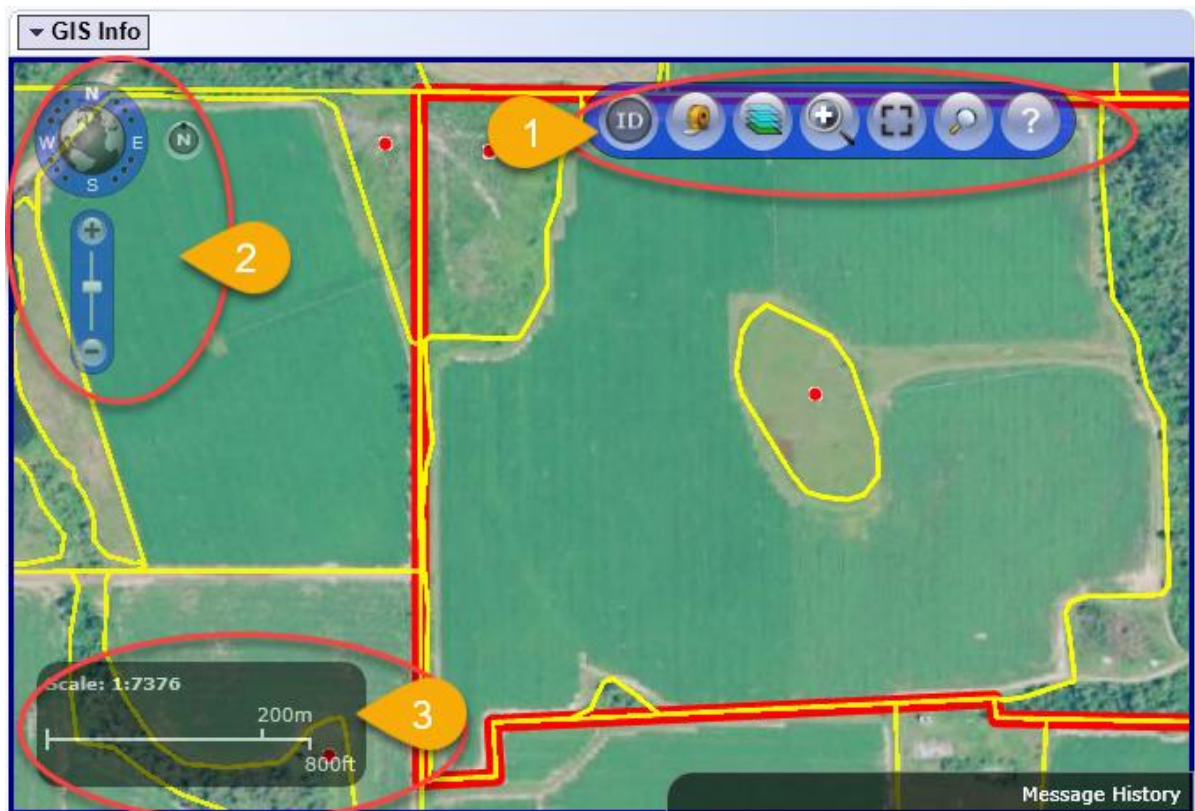 GIS Info
N
W
E
S
N
1
ID
?
2
Scale: 1:7376
200m
800ft
3
Message History